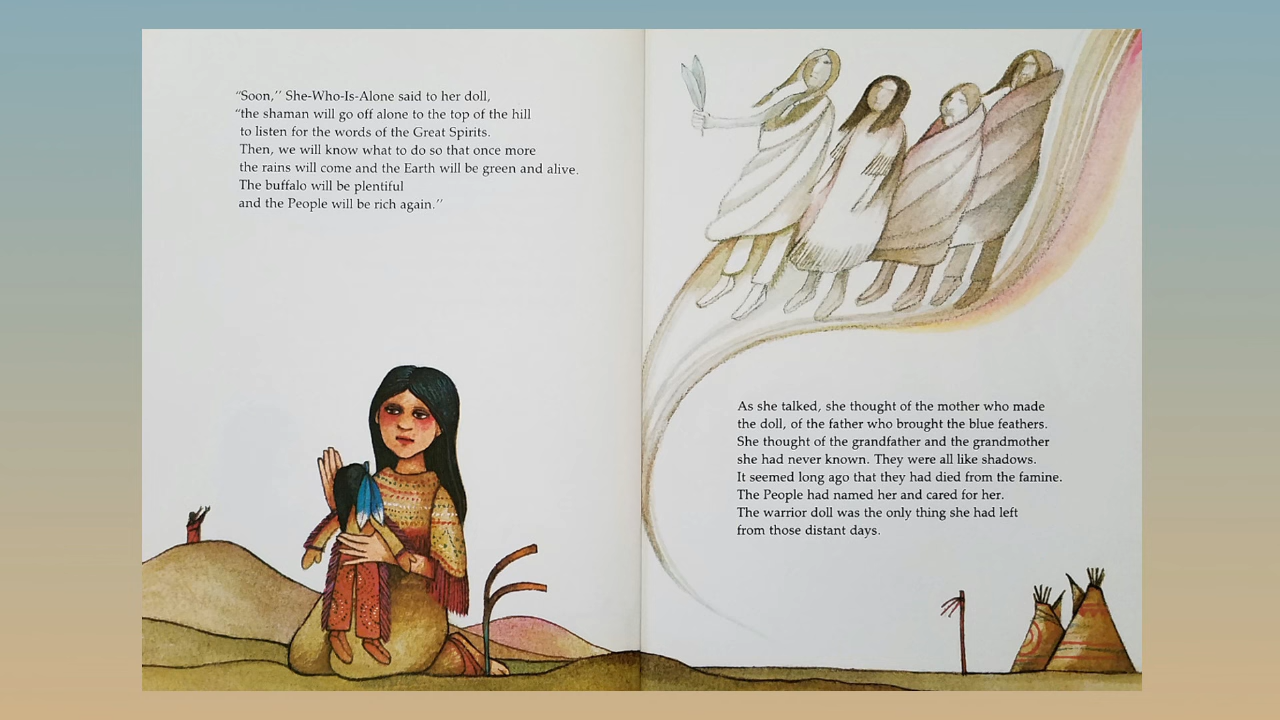 “Soon,’’ She-Who-Is-Alone said to her doll,
“the shaman will go off alone to the top of the hill
to listen for the words of the Great Spirits.
Then, we will know what to do so that once more
the rains will come and the Earth will be green and alive.
The buffalo will be plentiful
and the People will be rich again.’’
As she talked, she thought of the mother who made
the doll, of the father who brought the blue feathers.
She thought of the grandfather and the grandmother
she had never known. They were all like shadows.
It seemed long ago that they had died from the famine.
The People had named her and cared for her.
The warrior doll was the only thing she had left
from those distant days.